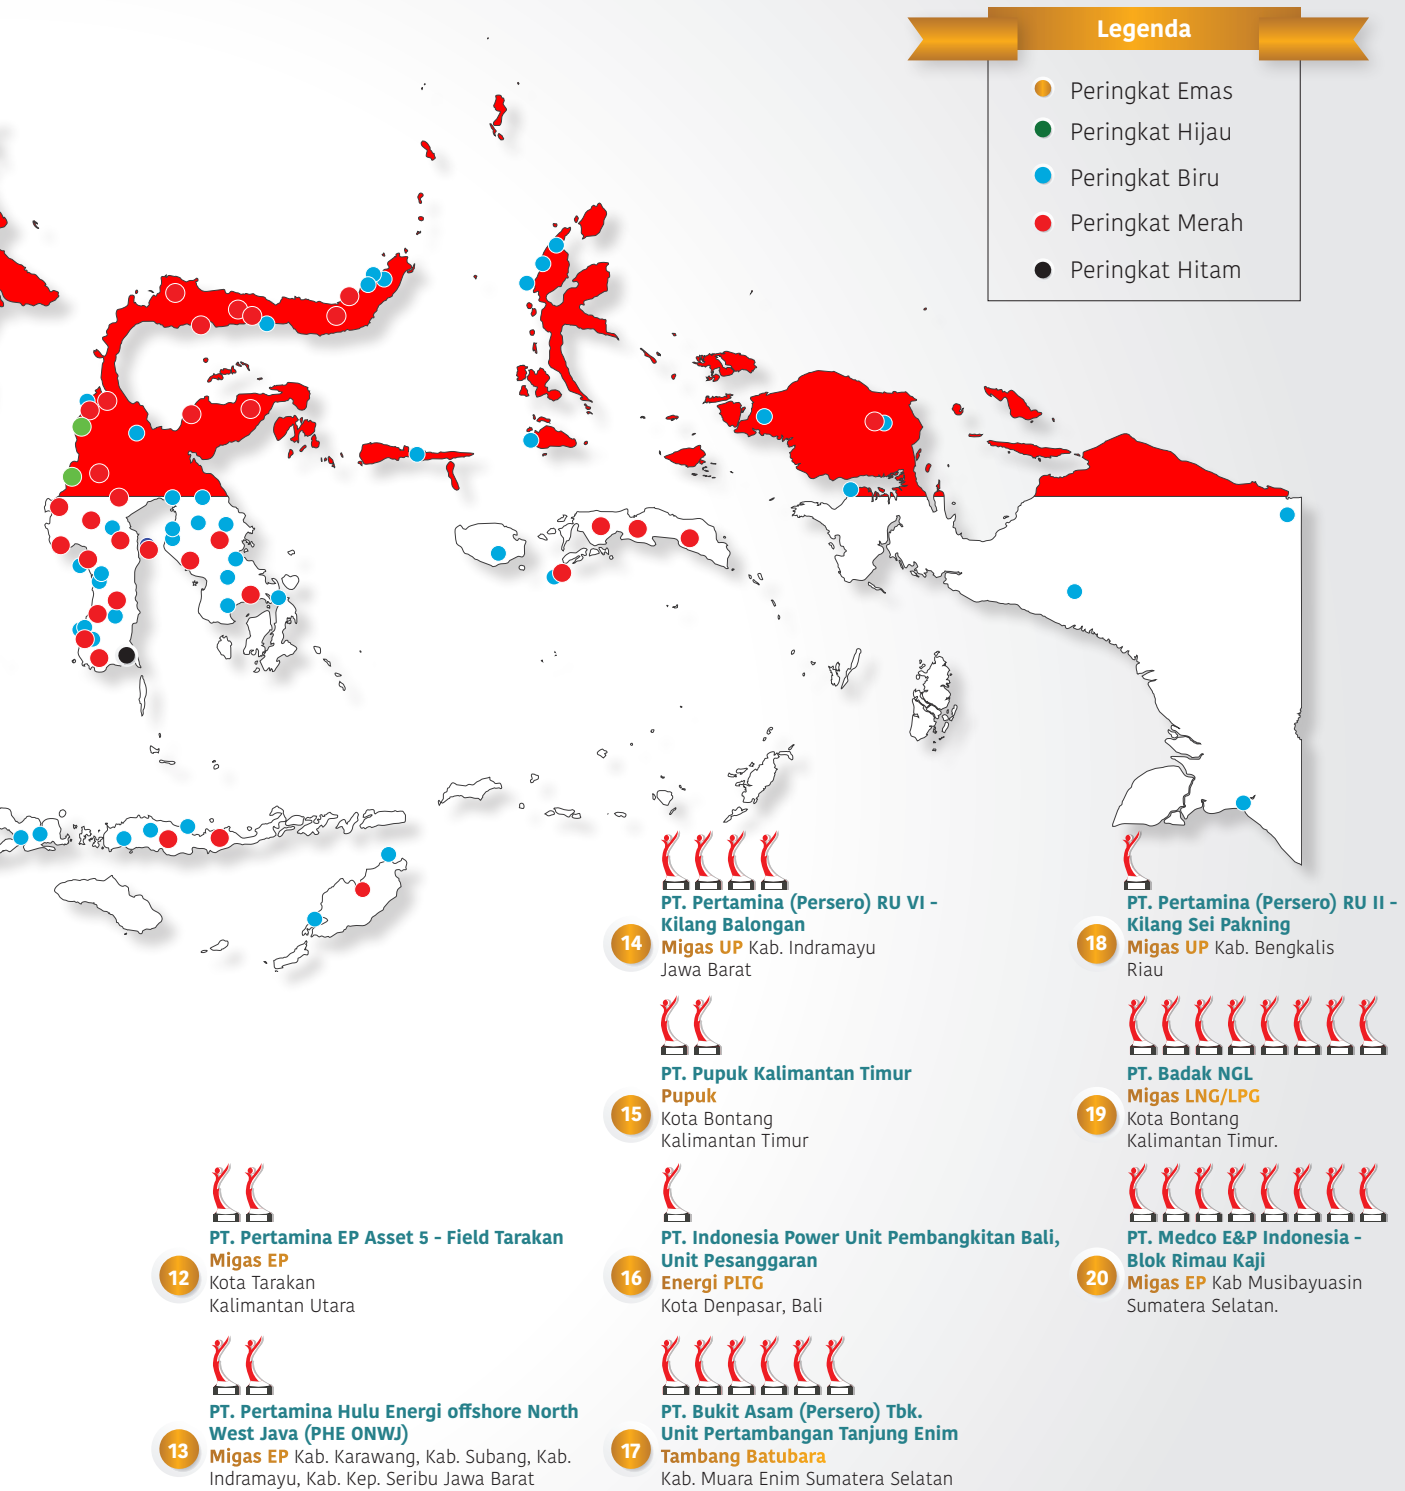 Legenda
Peringkat Emas
Peringkat Hijau
Peringkat Biru
Peringkat Merah
Peringkat Hitam
12
PT. Pertamina EP Asset 5 - Field Tarakan
Migas EP
Kota Tarakan
Kalimantan Utara
13
PT. Pertamina Hulu Energi offshore North
West Java (PHE ONWJ)
Migas EP Kab. Karawang, Kab. Subang, Kab.
Indramayu, Kab. Kep. Seribu Jawa Barat
14
PT. Pertamina (Persero) RU VI -
Kilang Balongan
Migas UP Kab. Indramayu
Jawa Barat
15
PT. Pupuk Kalimantan Timur
Pupuk
Kota Bontang
Kalimantan Timur
16
PT. Indonesia Power Unit Pembangkitan Bali,
Unit Pesanggaran
Energi PLTG
Kota Denpasar, Bali
17
PT. Bukit Asam (Persero) Tbk.
Unit Pertambangan Tanjung Enim
Tambang Batubara
Kab. Muara Enim Sumatera Selatan
18
PT. Pertamina (Persero) RU II -
Kilang Sei Pakning
Migas UP Kab. Bengkalis
Riau
19
PT. Badak NGL
Migas LNG/LPG
Kota Bontang
Kalimantan Timur.
20
PT. Medco E&P Indonesia -
Blok Rimau Kaji
Migas EP Kab Musibayuasin
Sumatera Selatan.